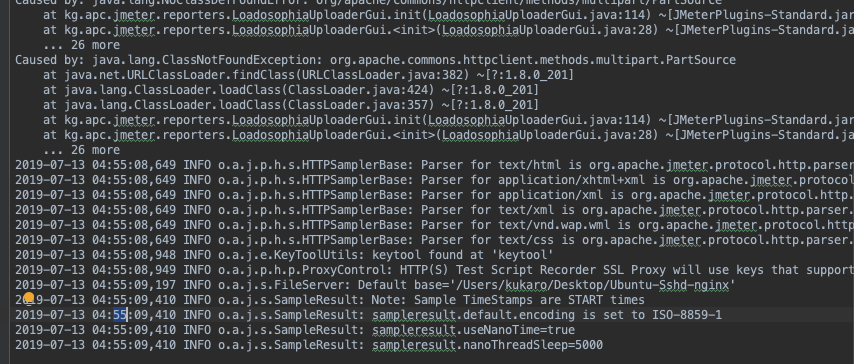 Caused by: java.lang.NoClassDefFoundError: org/apache/commons/httpclient/methods/multipart/PartSource
at kg.apc.jmeter.reporters.LoadosophiaUploaderGui.init(LoadosophiaUploaderGui.java:114) ~[JMeterPlugins-Standard.jar
at kg.apc.jmeter.reporters.LoadosophiaUploaderGui.<init>(LoadosophiaUploaderGui.java:28) ~[JMeterPlugins-Standard.jar
... 26 more
Caused by: java.lang.ClassNotFoundException: org.apache.commons.httpclient.methods.multipart.PartSource
at java.net.URLClassLoader.findClass(URLClassLoader.java:382) ~[?:1.8.0_201]
at java.lang.ClassLoader.loadClass(ClassLoader.java:424) ~[?:1.8.0_201]
at java.lang.ClassLoader.loadClass(ClassLoader.java:357) ~[?:1.8.0_201]
at kg.apc.jmeter.reporters.LoadosophiaUploaderGui.init(LoadosophiaUploaderGui.java:114) ~[JMeterPlugins-Standard.jar
at kg.apc.jmeter.reporters.LoadosophiaUploaderGui.<init>(LoadosophiaUploaderGui.java:28) ~[JMeterPlugins-Standard.jar
... 26 more
2019-07-13 04:55:08,649 INFO o.a.j.p.h.s.HTTPSamplerBase: Parser for text/html is org.apache.jmeter.protocol.http.parser
2019-07-13 04:55:08,649 INFO o.a.j.p.h.s.HTTPSamplerBase: Parser for application/xhtml+xml is org.apache.jmeter.protocol
2019-07-13 04:55:08,649 INFO o.a.j.p.h.s.HTTPSamplerBase: Parser for application/xml is org.apache.jmeter.protocol.http.
2019-07-13 04:55:08,649 INFO o.a.j.p.h.s.HTTPSamplerBase: Parser for text/xml is org.apache.jmeter.protocol.http.parser
2019-07-13 04:55:08,649 INFO o.a.j.p.h.s.HTTPSamplerBase: Parser for text/vnd.wap.wml is org.apache.jmeter.protocol.http
2019-07-13 04:55:08,649 INFO o.a.j.p.h.s.HTTPSamplerBase: Parser for text/css is org.apache.jmeter.protocol.http.parser
2019-07-13 04:55:08,948 INFO o.a.j.e.KeyToolUtils: keytool found at 'keytool'
2019-07-13 04:55:08,949 INFO o.a.j.p.h.p.ProxyControl: HTTP(S) Test Script Recorder SSL Proxy will use keys that support
2019-07-13 04:55:09,197 INFO o.a.j.s.FileServer: Default base='/Users/kukaro/Desktop/Ubuntu-Sshd-nginx'
20 -07-13 04:55:09,410 INFO o.a.j.s.SampleResult: Note: Sample TimeStamps are START times
2019-07-13 04:55:09,410 INFO o.a.j.s.SampleResult: sampleresult.default.encoding is set to ISO-8859-1
2019-07-13 04:55:09,410 INFO o.a.j.s.SampleResult: sampleresult.useNanoTime=true
2019-07-13 04:55:09,410 INFO o.a.j.s.SampleResult: sampleresult.nanoThreadSleep=5000